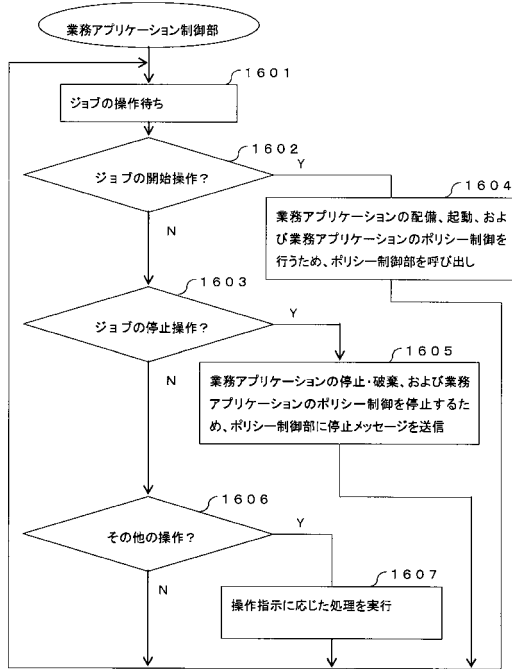 業務アプリケーション制御部
1601
ジョブの操作待ち
1602
ジョブの開始操作?
Y
N
1604
業務アプリケーションの配備、起動、およ
び業務アプリケーションのポリシー制御を
行うため、ポリシー制御部を呼び出し
1603
ジョブの停止操作?
Y
N
1605
業務アプリケーションの停止・破棄、および業務
アプリケーションのポリシー制御を停止するた
め、ポリシー制御部に停止メッセージを送信
1606
その他の操作?
Y
N
1607
操作指示に応じた処理を実行